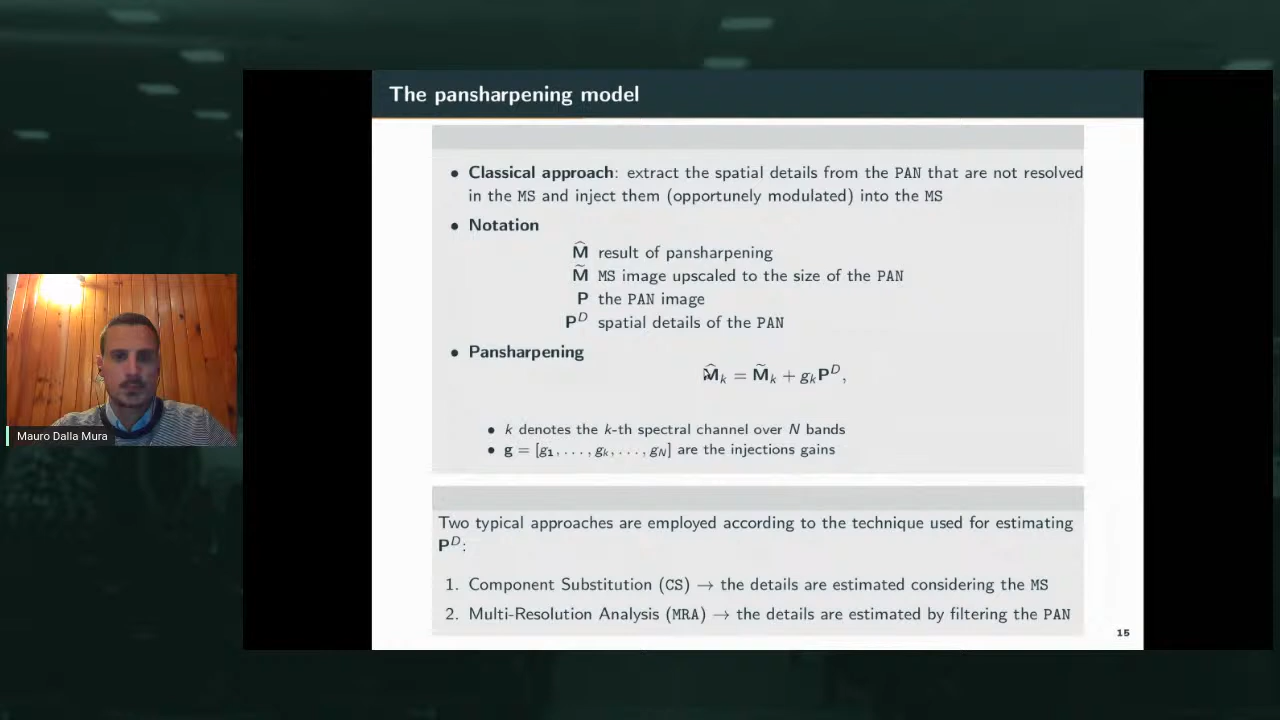 The pansharpening model
• Classical approach: extract the spatial details from the PAN that are not resolved
in the MS and inject them (opportunely modulated) into the MS
• Notation
M̂ result of pansharpening
M̃ MS image upscaled to the size of the PAN
P the PAN image
P^D spatial details of the PAN
• Pansharpening
M̂_k = M̃_k + g_k P^D,
• k denotes the k-th spectral channel over N bands
• g = [g_1, . . . , g_k, . . . , g_N] are the injections gains
Two typical approaches are employed according to the technique used for estimating
P^D:
1. Component Substitution (CS) → the details are estimated considering the MS
2. Multi-Resolution Analysis (MRA) → the details are estimated by filtering the PAN
15
Mauro Dalla Mura